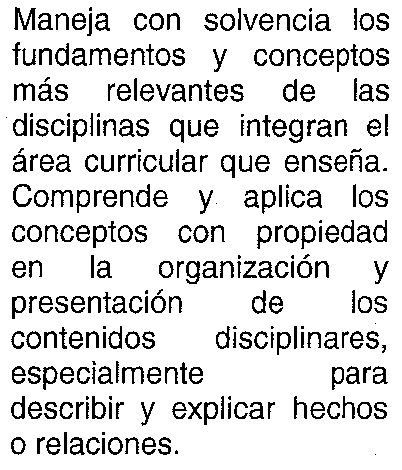 Maneja con solvencia los
fundamentos y conceptos
más relevantes de las
disciplinas que integran el
área curricular que enseña.
Comprende y aplica los
conceptos con propiedad
en la organización y
presentación de los
contenidos disciplinares,
especialmente para
describir y explicar hechos
o relaciones.